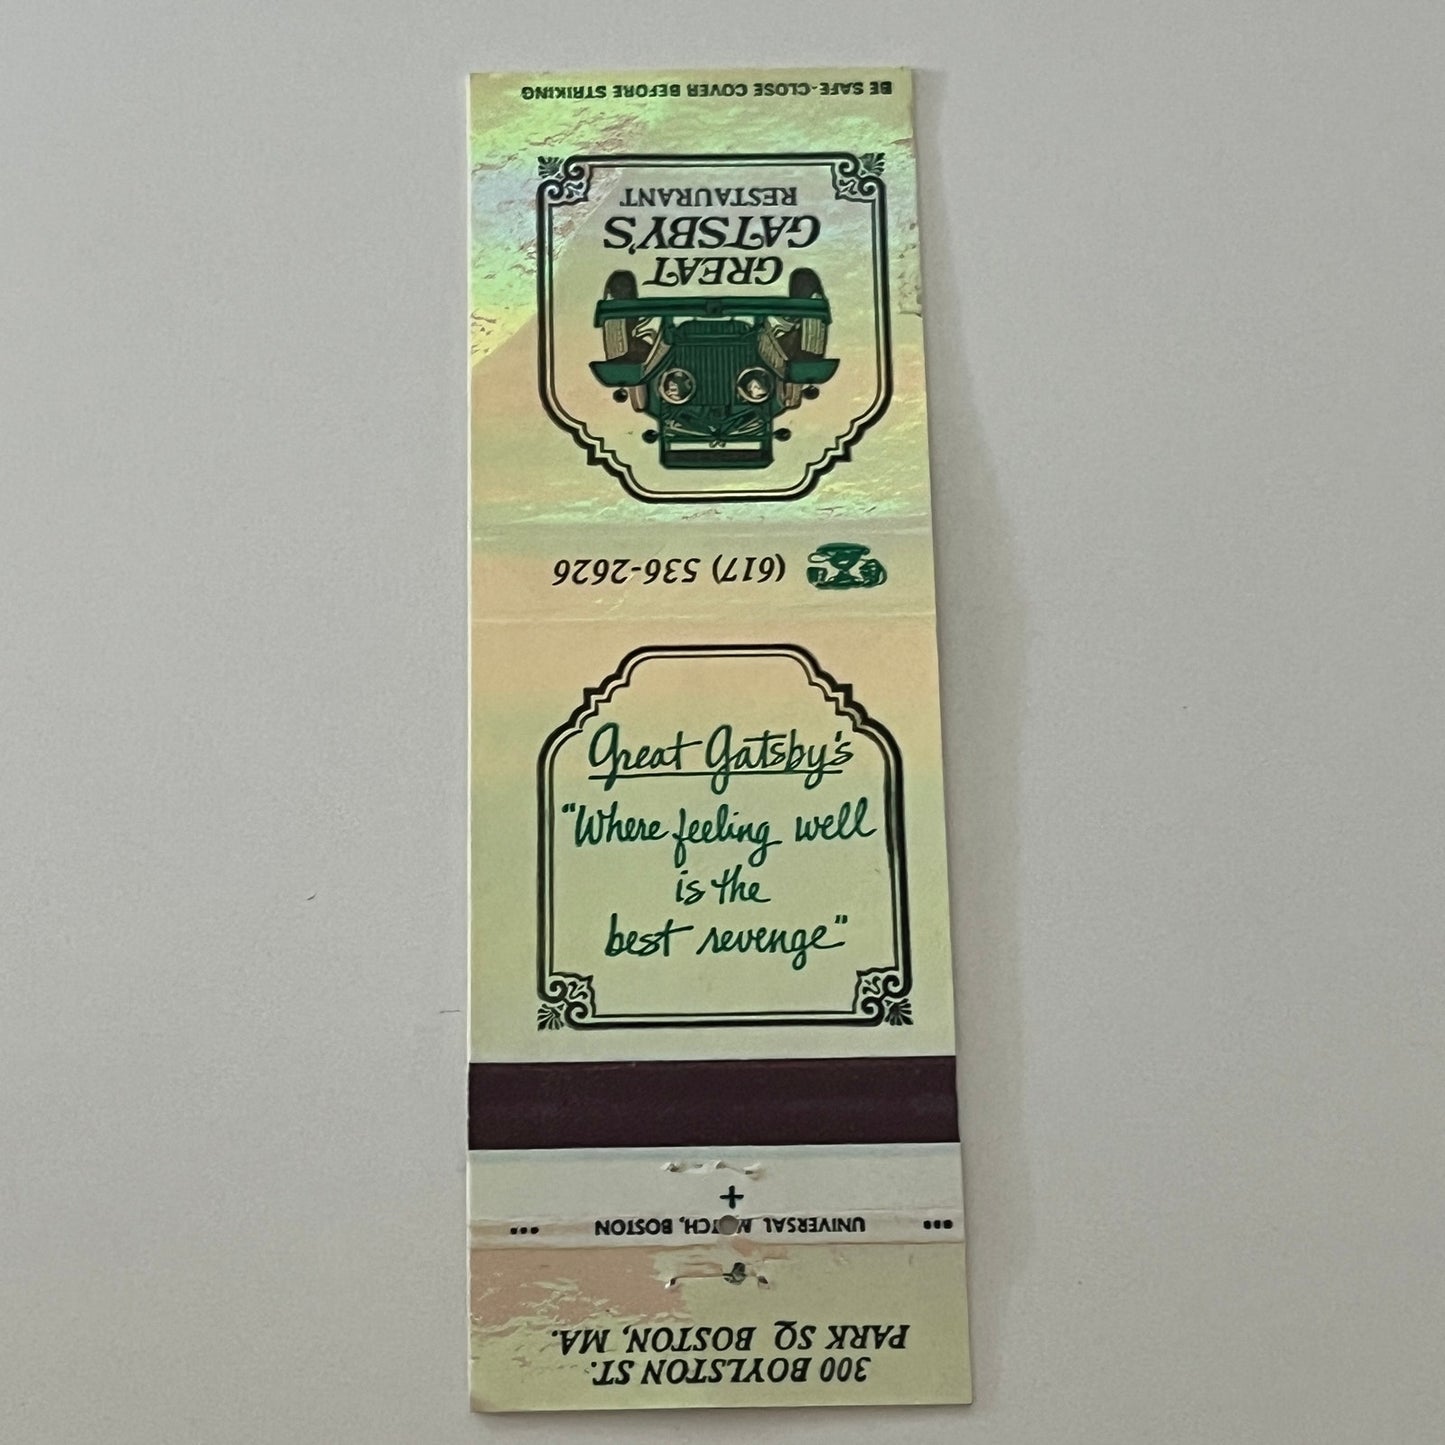 BE SAFE-CLOSE COVER BEFORE STRIKING
GREAT
GATSBY'S
RESTAURANT
(617) 536-2626
Great Gatsby's
"Where feeling well
is the
best revenge"
UNIVERSAL MATCH, BOSTON
300 BOYLSTON ST.
PARK SQ BOSTON, MA.